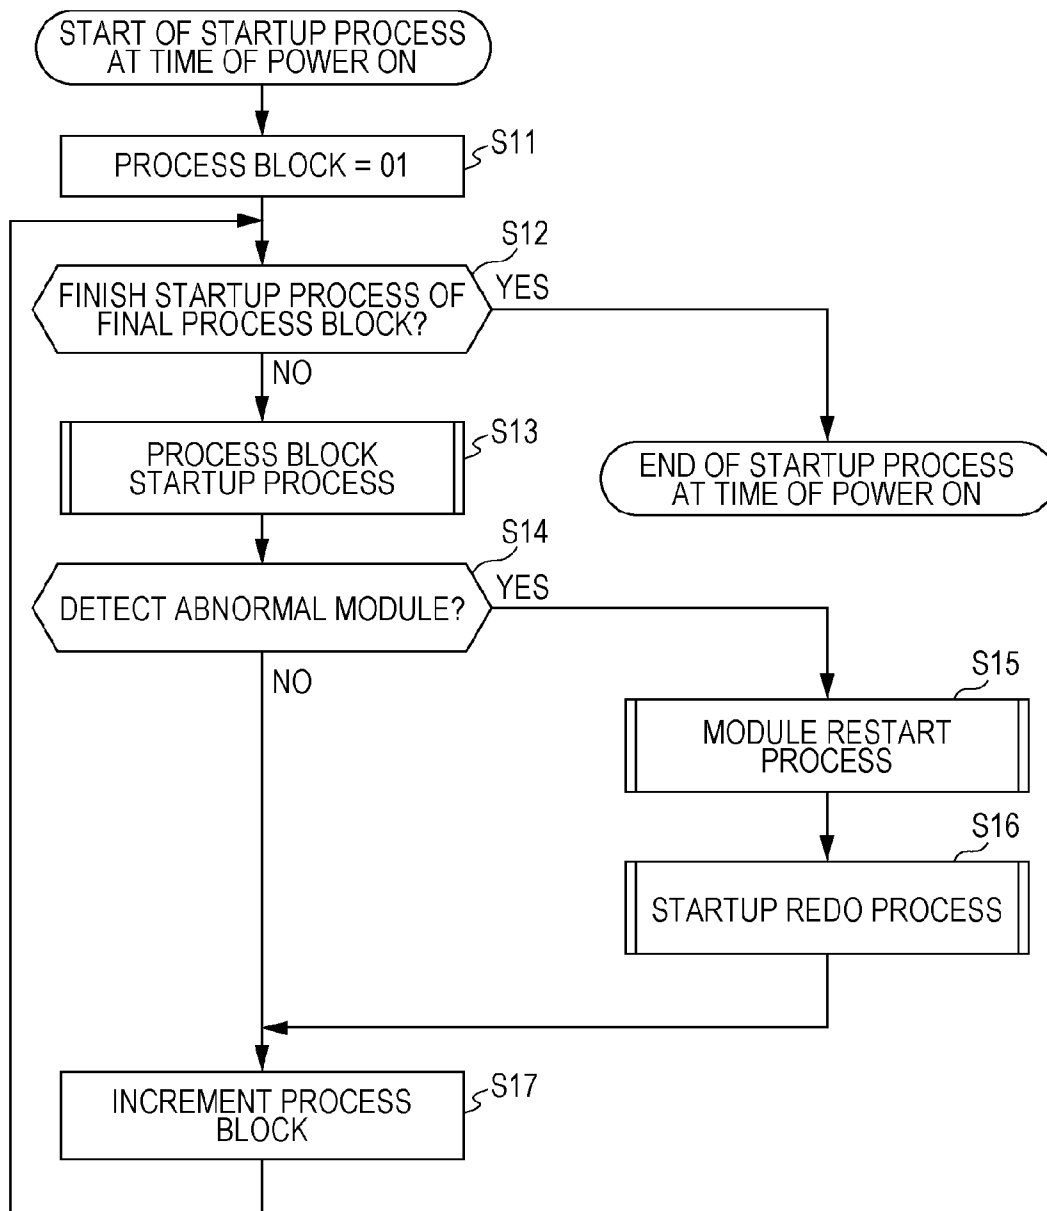 START OF STARTUP PROCESS
AT TIME OF POWER ON
S11
PROCESS BLOCK = 01
S12
FINISH STARTUP PROCESS OF
FINAL PROCESS BLOCK?
YES
NO
S13
PROCESS BLOCK
STARTUP PROCESS
END OF STARTUP PROCESS
AT TIME OF POWER ON
S14
DETECT ABNORMAL MODULE?
YES
NO
S15
MODULE RESTART
PROCESS
S16
STARTUP REDO PROCESS
S17
INCREMENT PROCESS
BLOCK